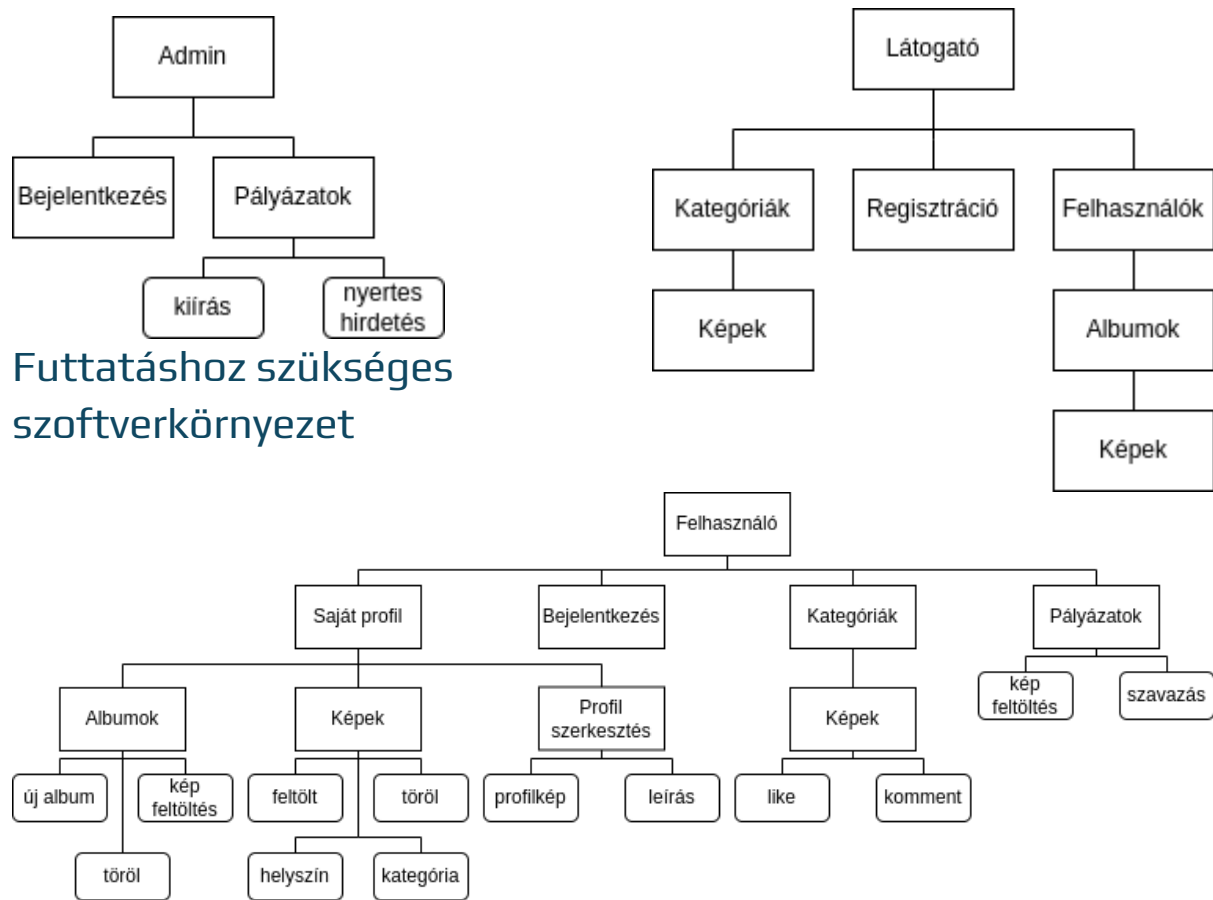 Admin
Bejelentkezés
Pályázatok
kiírás
nyertes
hirdetés
Látogató
Kategóriák
Regisztráció
Felhasználók
Képek
Albumok
Képek
Futtatáshoz szükséges
szoftverkörnyezet
Felhasználó
Saját profil
Bejelentkezés
Kategóriák
Pályázatok
Albumok
Képek
Profil
szerkesztés
Képek
kép
feltöltés
szavazás
új album
kép
feltöltés
feltölt
töröl
profilkép
leírás
like
komment
töröl
helyszín
kategória